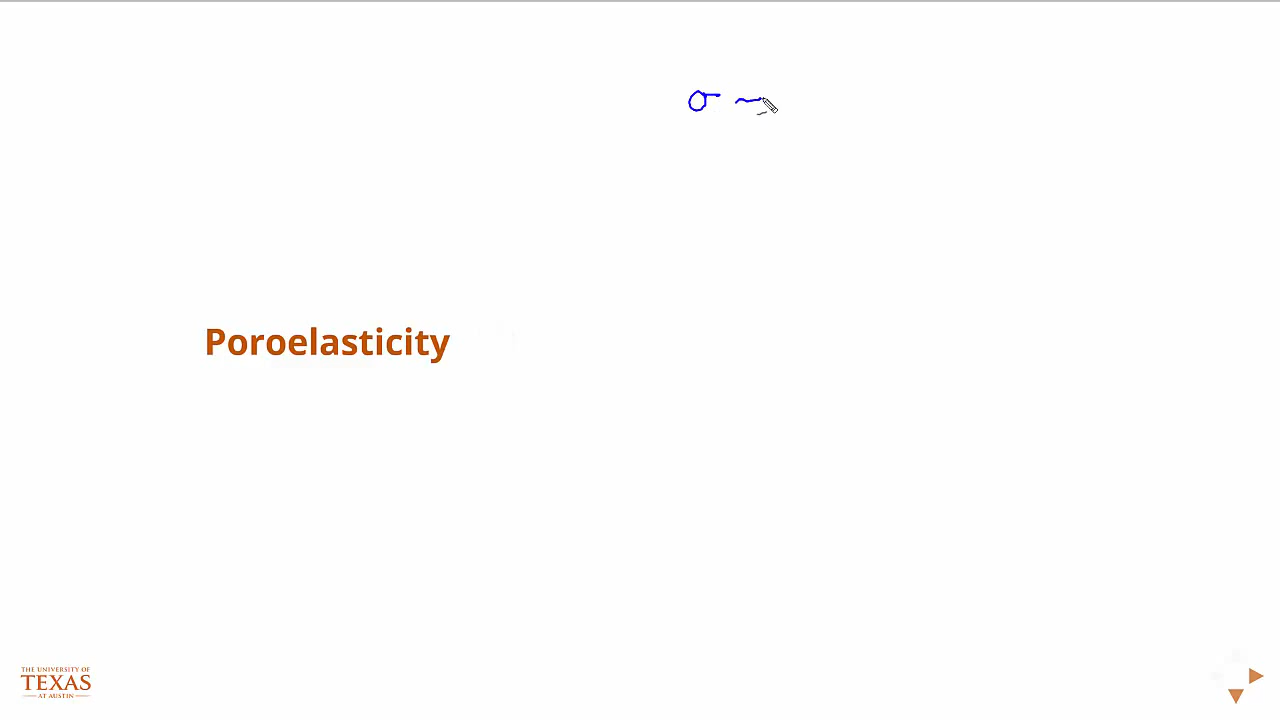 σ ~
Poroelasticity
THE UNIVERSITY OF
TEXAS
AT AUSTIN